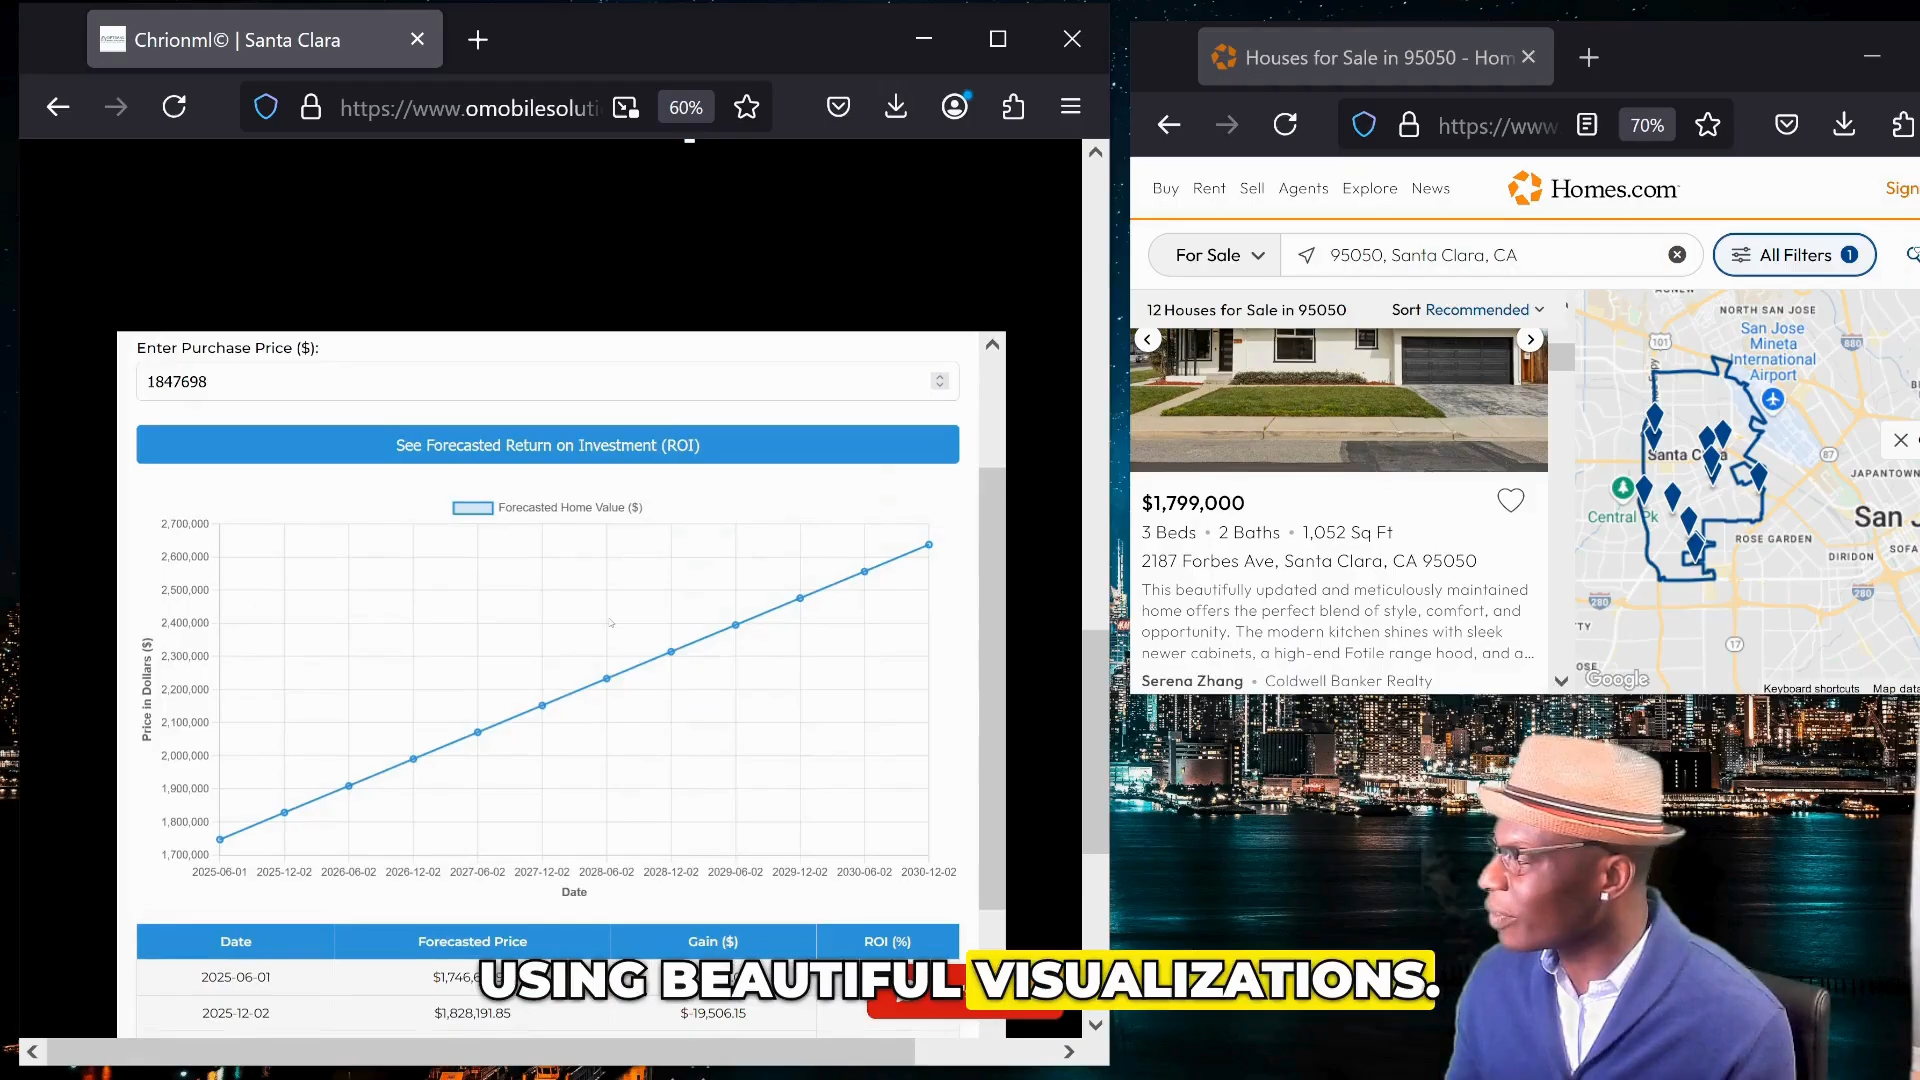 Chrionml© | Santa Clara
https://www.omobilesoluti
60%
Enter Purchase Price ($):
1847698
See Forecasted Return on Investment (ROI)
Forecasted Home Value ($)
2,700,000
2,600,000
2,500,000
2,400,000
2,300,000
2,200,000
2,100,000
2,000,000
1,900,000
1,800,000
1,700,000
Price in Dollars ($)
2025-06-01 2025-12-02 2026-06-02 2026-12-02 2027-06-02 2027-12-02 2028-06-02 2028-12-02 2029-06-02 2029-12-02 2030-06-02 2030-12-02
Date
Date Forecasted Price Gain ($) ROI (%)
2025-06-01 $1,746,6
2025-12-02 $1,828,191.85 $-19,506.15
USING BEAUTIFUL VISUALIZATIONS.
Houses for Sale in 95050 - Hom
https://www.
70%
Buy Rent Sell Agents Explore News
Homes.com
Sign
For Sale
95050, Santa Clara, CA
All Filters 1
12 Houses for Sale in 95050
Sort Recommended
$1,799,000
3 Beds • 2 Baths • 1,052 Sq Ft
2187 Forbes Ave, Santa Clara, CA 95050
This beautifully updated and meticulously maintained
home offers the perfect blend of style, comfort, and
opportunity. The modern kitchen shines with sleek
newer cabinets, a high-end Fotile range hood, and a...
Serena Zhang • Coldwell Banker Realty
NORTH SAN JOSE
101
San Jose
Mineta
International
Airport
880
Santa Clara
87
JAPANTOWN
Central Pk
San J
ROSE GARDEN
SOFA
DIRIDON
280
280
17
Google
Keyboard shortcuts
Map data